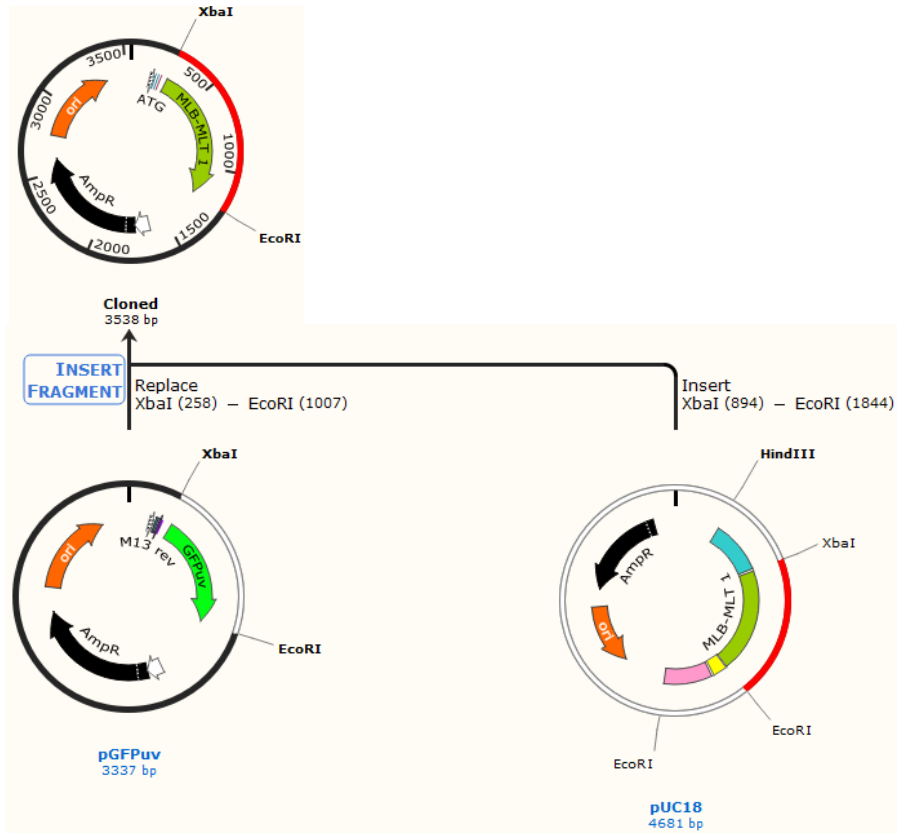 XbaI
3500
500
ATG
MLB-MLT 1
ori
3000
1000
AmpR
2500
1500
2000
EcoRI
Cloned
3538 bp
INSERT
FRAGMENT
Replace
XbaI (258) – EcoRI (1007)
Insert
XbaI (894) – EcoRI (1844)
XbaI
M13 rev
GFPuv
ori
AmpR
EcoRI
pGFPuv
3337 bp
HindIII
XbaI
AmpR
MLB-MLT 1
ori
EcoRI
EcoRI
pUC18
4681 bp